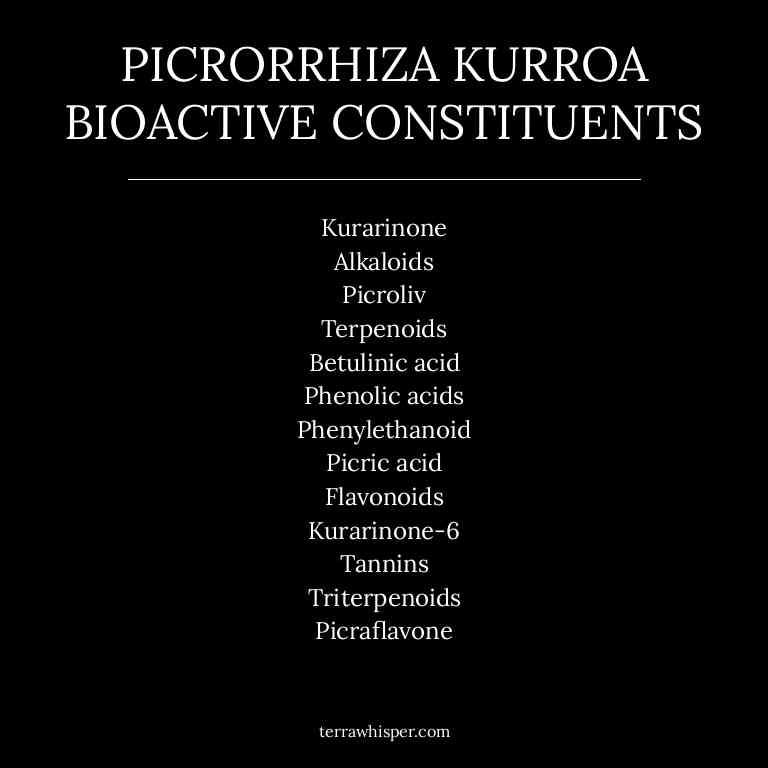 PICRORRHIZA KURROA
BIOACTIVE CONSTITUENTS
Kurarinone
Alkaloids
Picroliv
Terpenoids
Betulinic acid
Phenolic acids
Phenylethanoid
Picric acid
Flavonoids
Kurarinone-6
Tannins
Triterpenoids
Picraflavone
terrawhisper.com